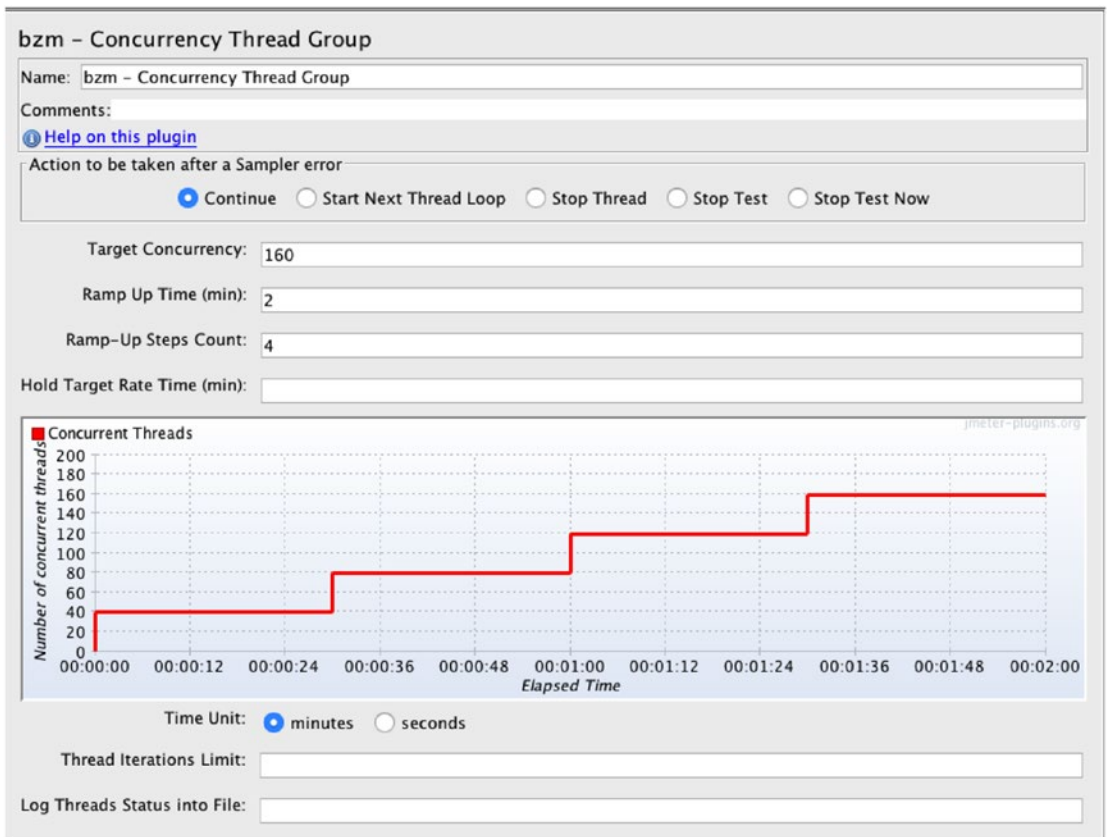 bzm - Concurrency Thread Group
Name: bzm - Concurrency Thread Group
Comments:
Help on this plugin
Action to be taken after a Sampler error
Continue Start Next Thread Loop Stop Thread Stop Test Stop Test Now
Target Concurrency: 160
Ramp Up Time (min): 2
Ramp-Up Steps Count: 4
Hold Target Rate Time (min):
jmeter-plugins.org
Concurrent Threads
Number of concurrent threads
200
180
160
140
120
100
80
60
40
20
0
00:00:00 00:00:12 00:00:24 00:00:36 00:00:48 00:01:00 00:01:12 00:01:24 00:01:36 00:01:48 00:02:00
Elapsed Time
Time Unit: minutes seconds
Thread Iterations Limit:
Log Threads Status into File: